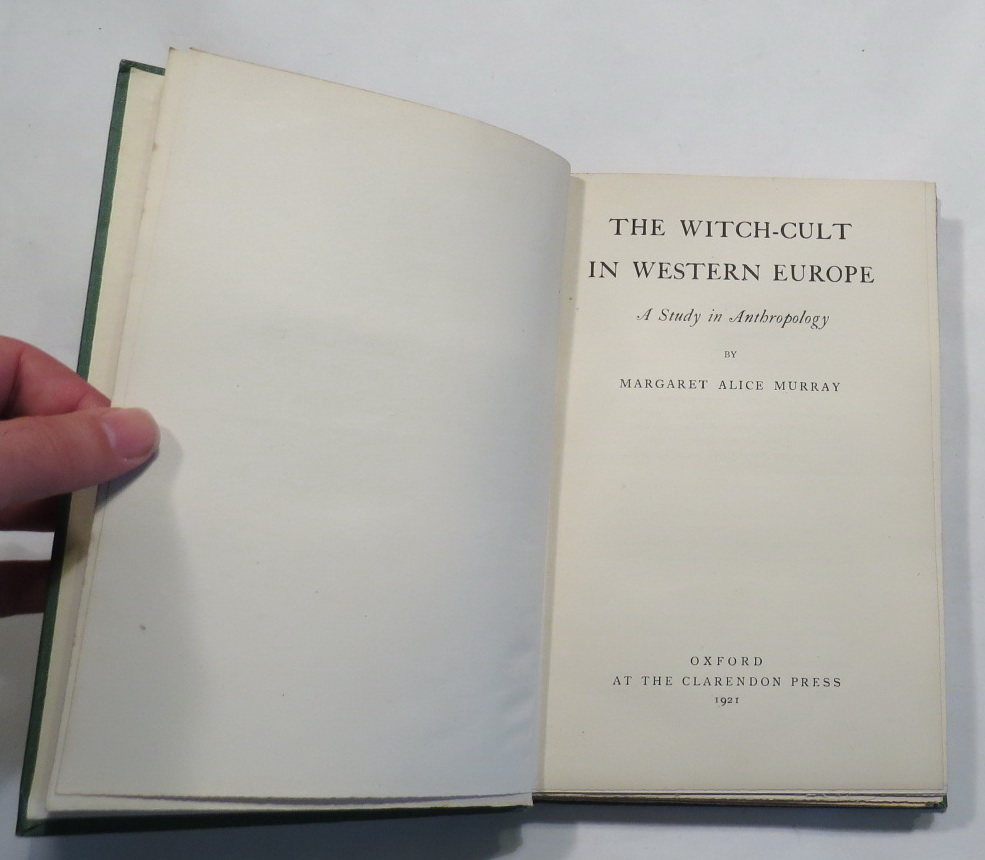 THE WITCH-CULT
IN WESTERN EUROPE
A Study in Anthropology
BY
MARGARET ALICE MURRAY
OXFORD
AT THE CLARENDON PRESS
1921